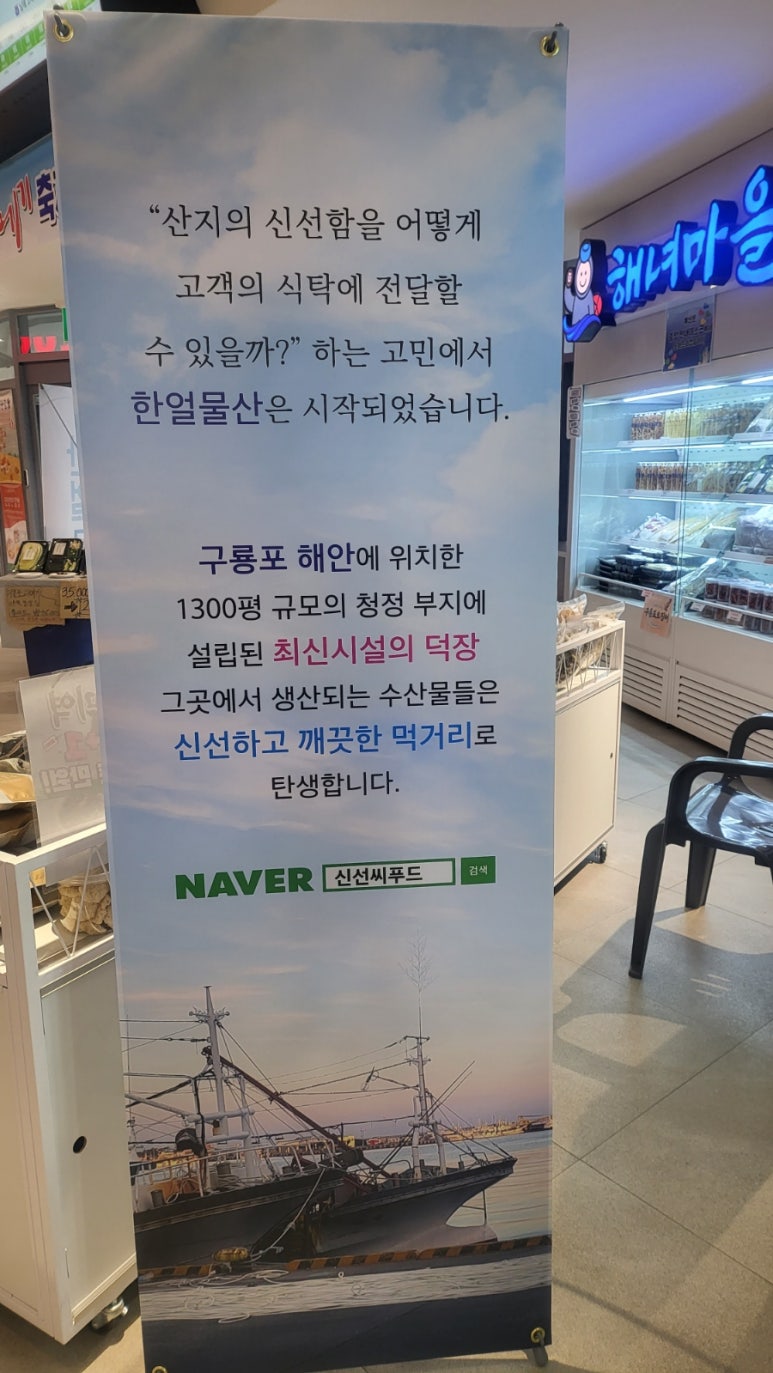 “산지의 신선함을 어떻게
고객의 식탁에 전달할
수 있을까?” 하는 고민에서
한얼물산은 시작되었습니다.
구룡포 해안에 위치한
1300평 규모의 청정 부지에
설립된 최신시설의 덕장
그곳에서 생산되는 수산물들은
신선하고 깨끗한 먹거리로
탄생합니다.
NAVER 신선씨푸드 검색
해녀마을